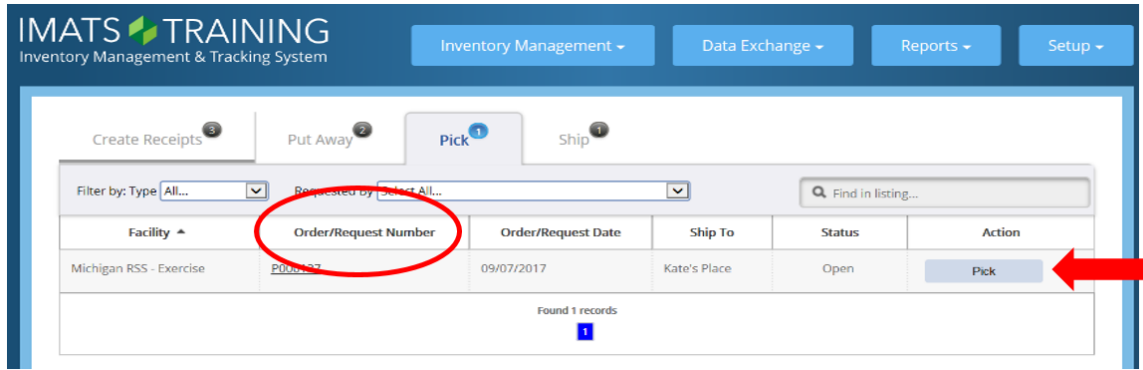 IMATS TRAINING
Inventory Management & Tracking System
Inventory Management
Data Exchange
Reports
Setup
Create Receipts 3
Put Away 2
Pick 1
Ship 1
Filter by: Type All... Requested By Select All... Find in listing...
Facility Order/Request Number Order/Request Date Ship To Status Action
Michigan RSS - Exercise 09/07/2017 Kate's Place Open Pick
Found 1 records
1